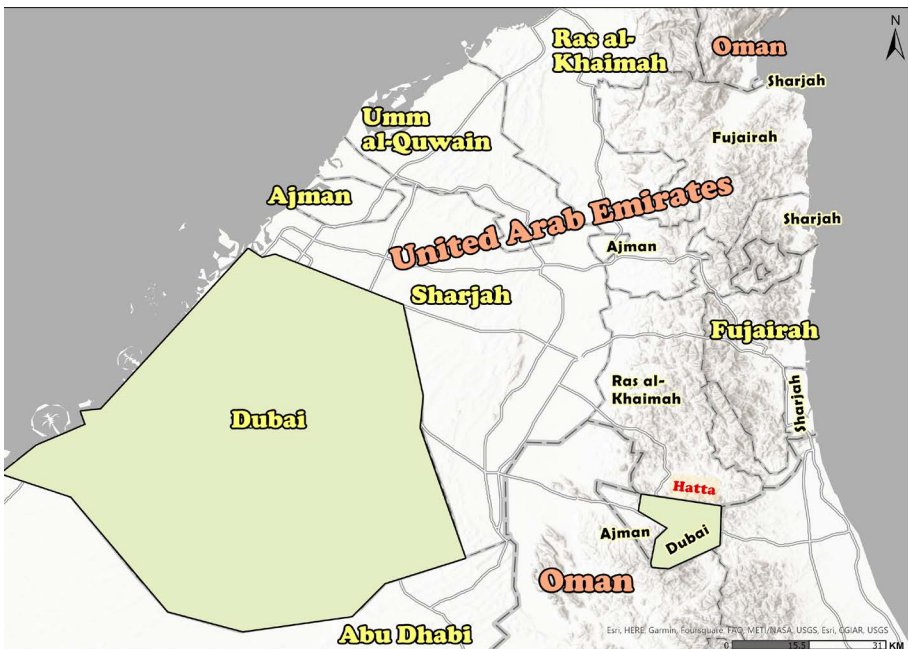 N
Ras al-
Khaimah
Oman
Sharjah
Umm
al-Quwain
Fujairah
Ajman
United Arab Emirates
Sharjah
Ajman
Sharjah
Fujairah
Dubai
Ras al-
Khaimah
Sharjah
Hatta
Ajman
Dubai
Oman
Abu Dhabi
Esri, HERE, Garmin, Foursquare, FAO, METI/NASA, USGS, Esri, CGIAR, USGS
0 15.5 31 KM